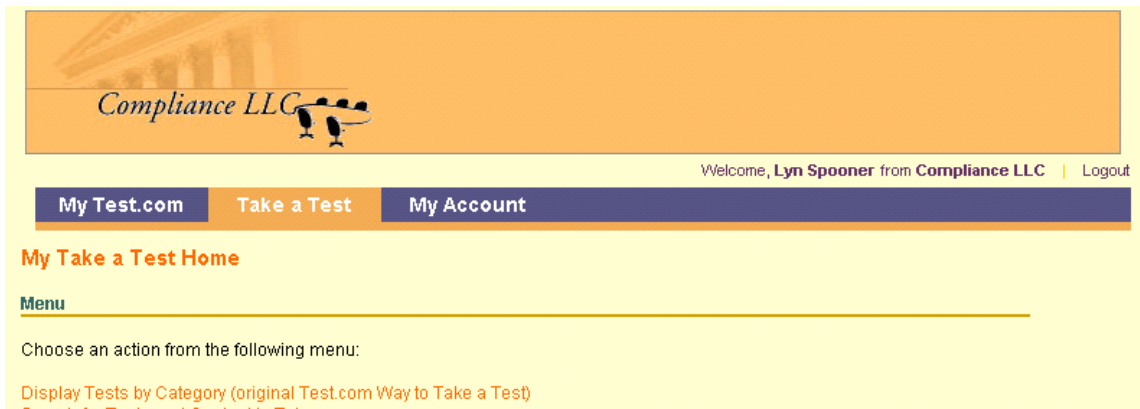 Compliance LLC
Welcome, Lyn Spooner from Compliance LLC | Logout
My Test.com Take a Test My Account
My Take a Test Home
Menu
Choose an action from the following menu:
Display Tests by Category (original Test.com Way to Take a Test)